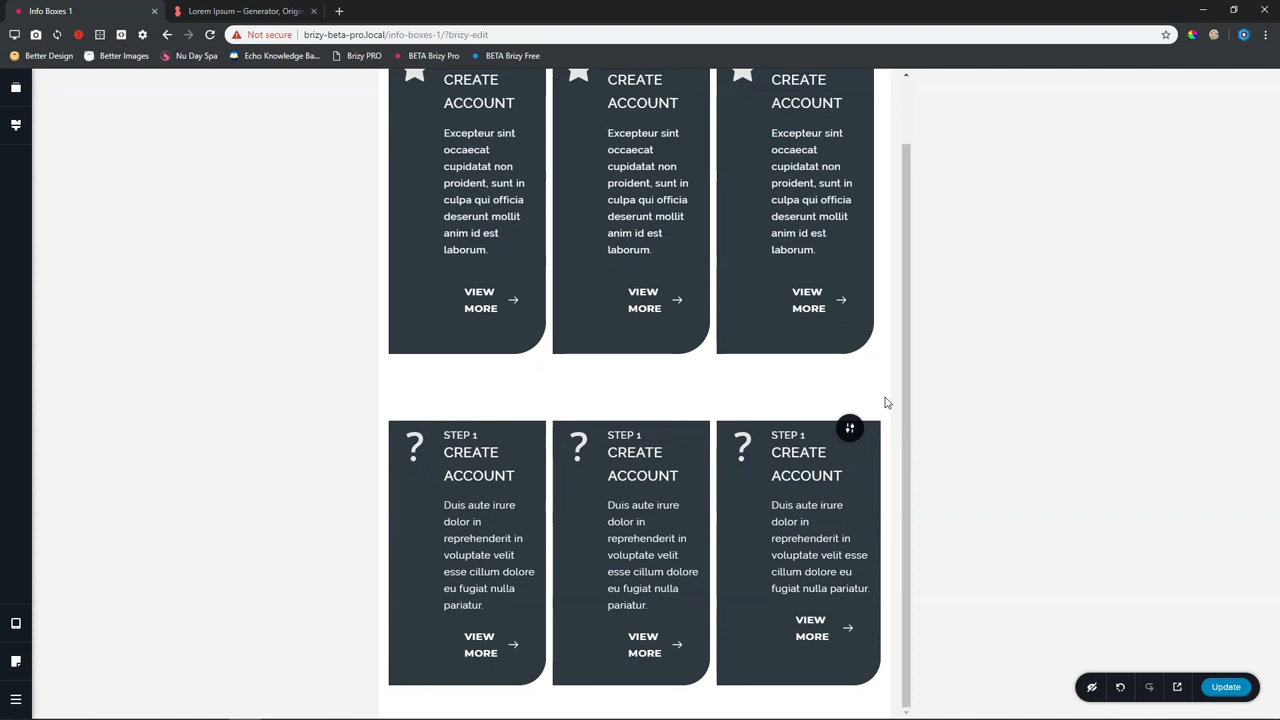 Info Boxes 1
Lorem Ipsum – Generator, Origin
Not secure
brizy-beta-pro.local/info-boxes-1/?brizy-edit
Better Design
Better Images
Nu Day Spa
Echo Knowledge Ba...
Brizy PRO
BETA Brizy Pro
BETA Brizy Free
CREATE
ACCOUNT
Excepteur sint
occaecat
cupidatat non
proident, sunt in
culpa qui officia
deserunt mollit
anim id est
laborum.
VIEW
MORE
CREATE
ACCOUNT
Excepteur sint
occaecat
cupidatat non
proident, sunt in
culpa qui officia
deserunt mollit
anim id est
laborum.
VIEW
MORE
CREATE
ACCOUNT
Excepteur sint
occaecat
cupidatat non
proident, sunt in
culpa qui officia
deserunt mollit
anim id est
laborum.
VIEW
MORE
?
STEP 1
CREATE
ACCOUNT
Duis aute irure
dolor in
reprehenderit in
voluptate velit
esse cillum dolore
eu fugiat nulla
pariatur.
VIEW
MORE
?
STEP 1
CREATE
ACCOUNT
Duis aute irure
dolor in
reprehenderit in
voluptate velit
esse cillum dolore
eu fugiat nulla
pariatur.
VIEW
MORE
?
STEP 1
CREATE
ACCOUNT
Duis aute irure
dolor in
reprehenderit in
voluptate velit esse
cillum dolore eu
fugiat nulla pariatur.
VIEW
MORE
Update